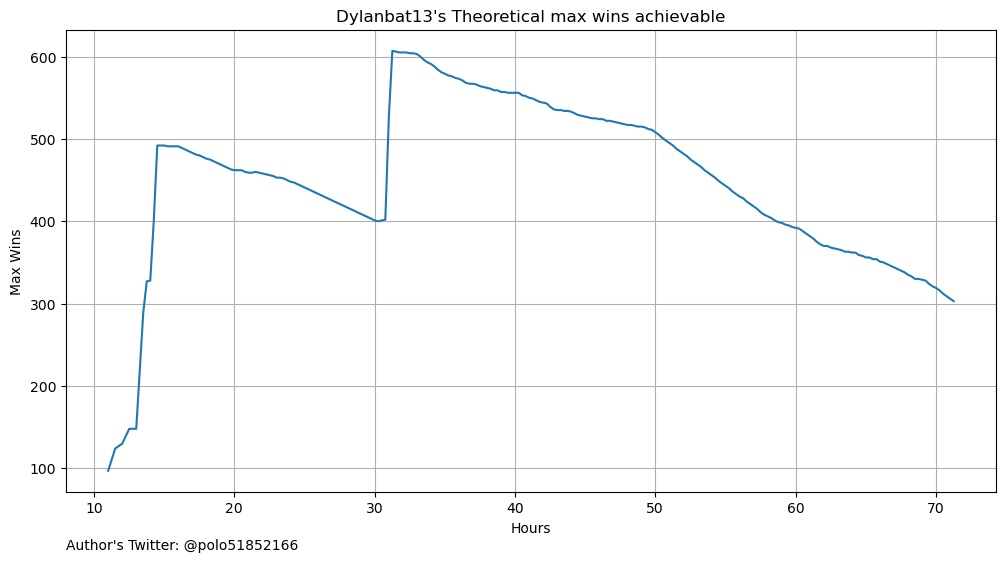 Dylanbat13's Theoretical max wins achievable
600
500
400
300
200
100
Max Wins
10 20 30 40 50 60 70
Hours
Author's Twitter: @polo51852166